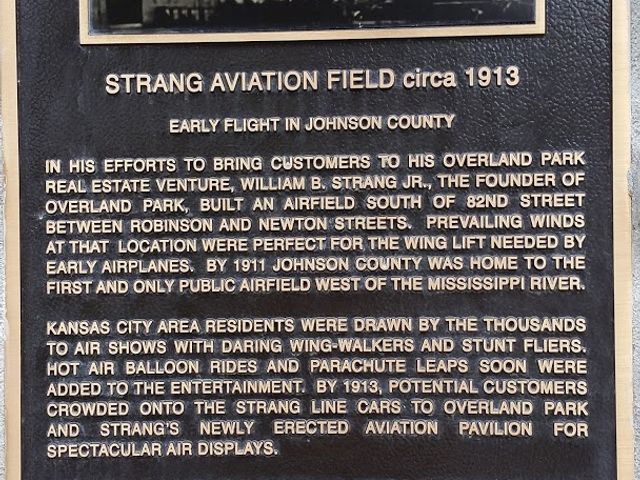 STRANG AVIATION FIELD circa 1913
EARLY FLIGHT IN JOHNSON COUNTY
IN HIS EFFORTS TO BRING CUSTOMERS TO HIS OVERLAND PARK
REAL ESTATE VENTURE, WILLIAM B. STRANG JR., THE FOUNDER OF
OVERLAND PARK, BUILT AN AIRFIELD SOUTH OF 82ND STREET
BETWEEN ROBINSON AND NEWTON STREETS. PREVAILING WINDS
AT THAT LOCATION WERE PERFECT FOR THE WING LIFT NEEDED BY
EARLY AIRPLANES. BY 1911 JOHNSON COUNTY WAS HOME TO THE
FIRST AND ONLY PUBLIC AIRFIELD WEST OF THE MISSISSIPPI RIVER.
KANSAS CITY AREA RESIDENTS WERE DRAWN BY THE THOUSANDS
TO AIR SHOWS WITH DARING WING-WALKERS AND STUNT FLIERS.
HOT AIR BALLOON RIDES AND PARACHUTE LEAPS SOON WERE
ADDED TO THE ENTERTAINMENT. BY 1913, POTENTIAL CUSTOMERS
CROWDED ONTO THE STRANG LINE CARS TO OVERLAND PARK
AND STRANG'S NEWLY ERECTED AVIATION PAVILION FOR
SPECTACULAR AIR DISPLAYS.